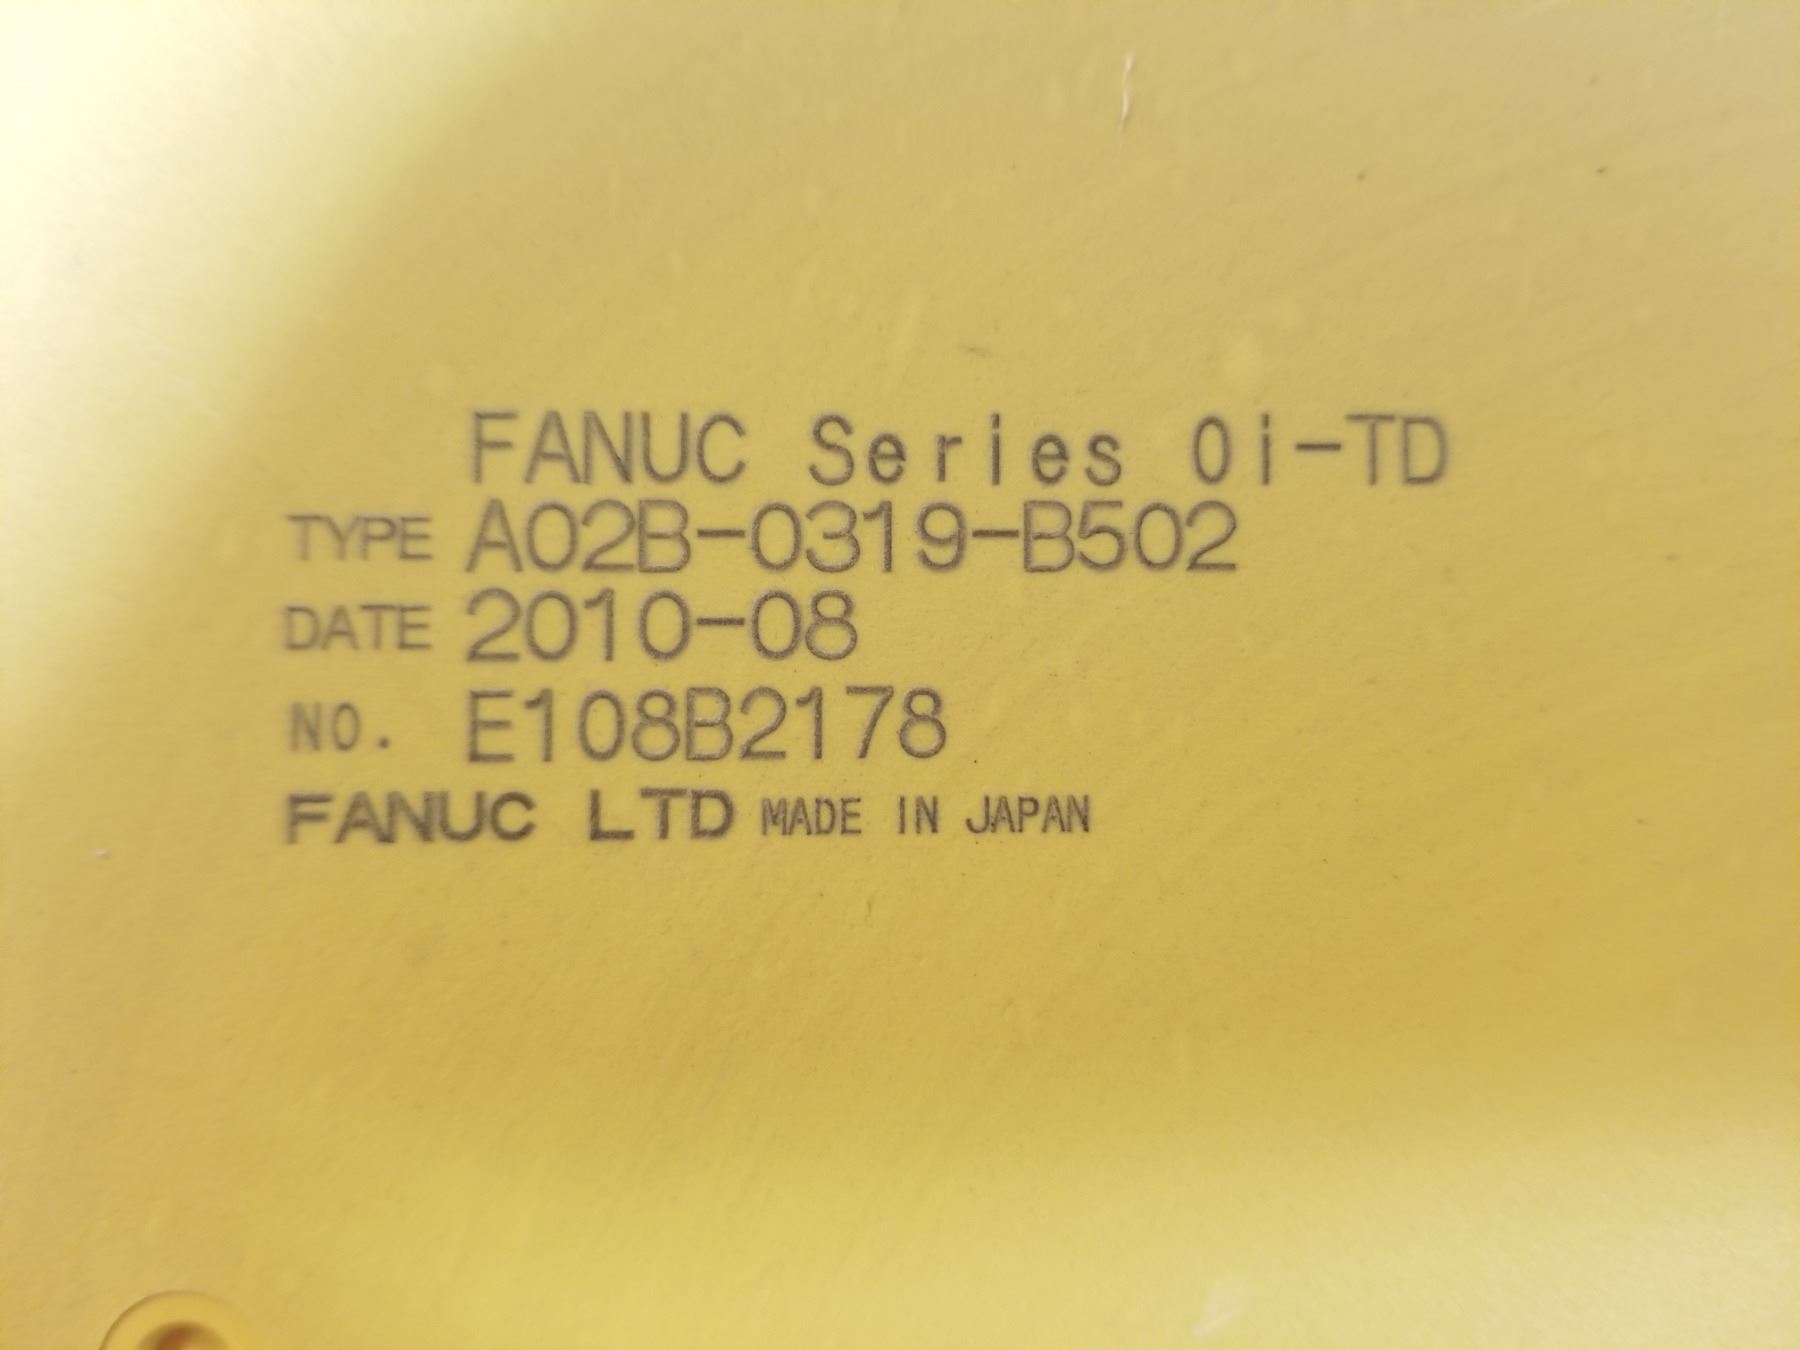 FANUC Series 0i-TD
TYPE A02B-0319-B502
DATE 2010-08
NO. E108B2178
FANUC LTD MADE IN JAPAN